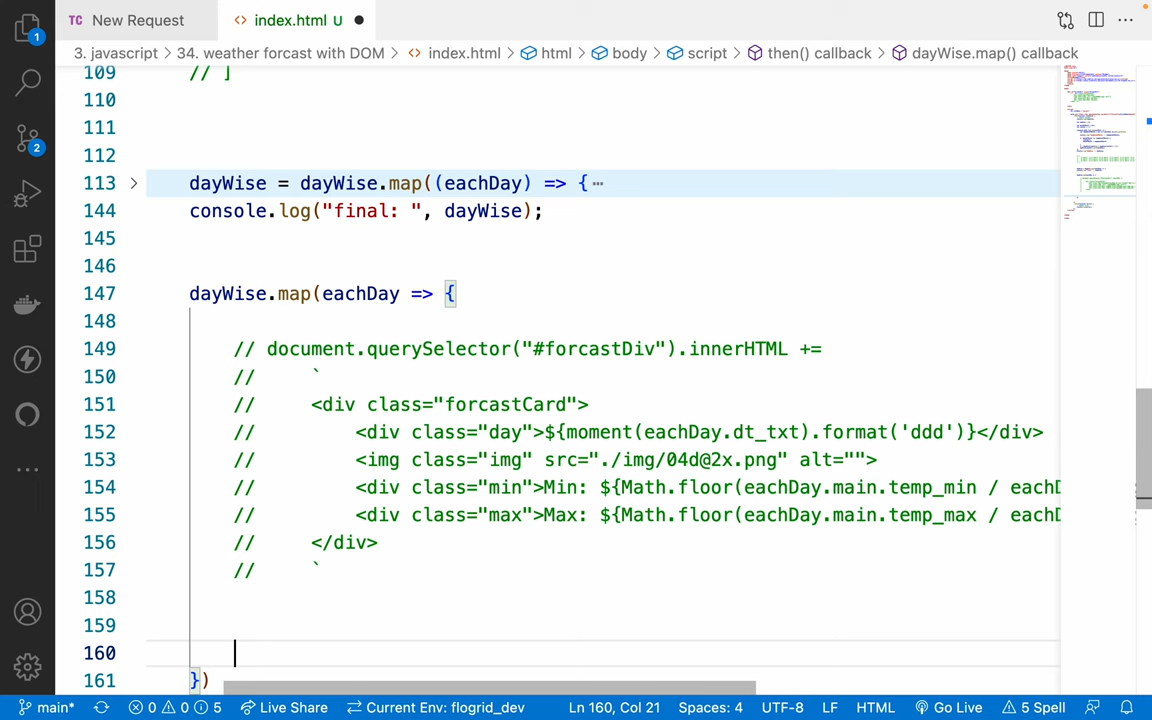 TC New Request
<> index.html U ●
3. javascript > 34. weather forcast with DOM > <> index.html > html > body > script > then() callback > dayWise.map() callback
109 // ]
110
111
112
113 dayWise = dayWise.map((eachDay) => { ⋯
144 console.log("final: ", dayWise);
145
146
147 dayWise.map(eachDay => {
148
149 // document.querySelector("#forcastDiv").innerHTML +=
150 // `
151 // <div class="forcastCard">
152 // <div class="day">${moment(eachDay.dt_txt).format('ddd')}</div>
153 // <img class="img" src="./img/04d@2x.png" alt="">
154 // <div class="min">Min: ${Math.floor(eachDay.main.temp_min / eachD
155 // <div class="max">Max: ${Math.floor(eachDay.main.temp_max / eachD
156 // </div>
157 // `
158
159
160
161 })
1
2
main* 0 0 5 Live Share Current Env: flogrid_dev Ln 160, Col 21 Spaces: 4 UTF-8 LF HTML Go Live 5 Spell